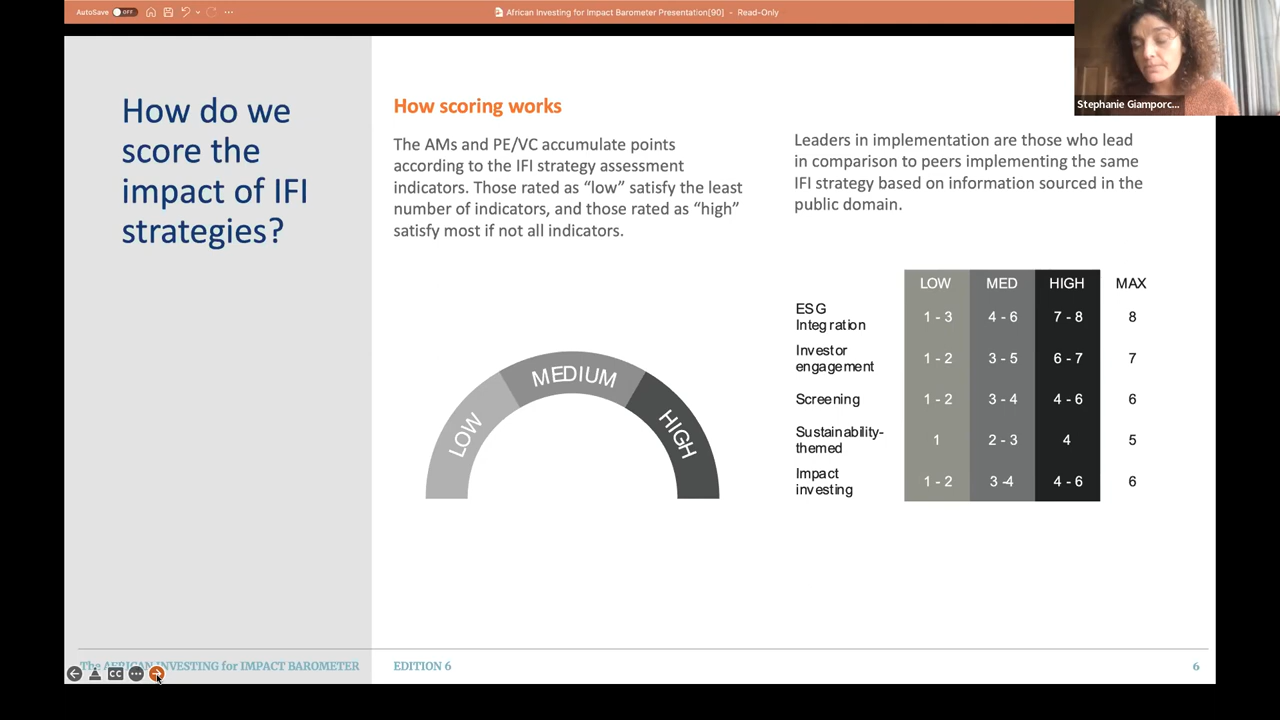 AutoSave OFF
African Investing for Impact Barometer Presentation[90] - Read-Only
Stephanie Giamporc...
How do we
score the
impact of IFI
strategies?
How scoring works
The AMs and PE/VC accumulate points
according to the IFI strategy assessment
indicators. Those rated as “low” satisfy the least
number of indicators, and those rated as “high”
satisfy most if not all indicators.
Leaders in implementation are those who lead
in comparison to peers implementing the same
IFI strategy based on information sourced in the
public domain.
LOW
MEDIUM
HIGH
LOW MED HIGH MAX
ESG
Integration
1 - 3 4 - 6 7 - 8 8
Investor
engagement
1 - 2 3 - 5 6 - 7 7
Screening 1 - 2 3 - 4 4 - 6 6
Sustainability-
themed
1 2 - 3 4 5
Impact
investing
1 - 2 3 -4 4 - 6 6
The AFRICAN INVESTING for IMPACT BAROMETER
EDITION 6
6
CC